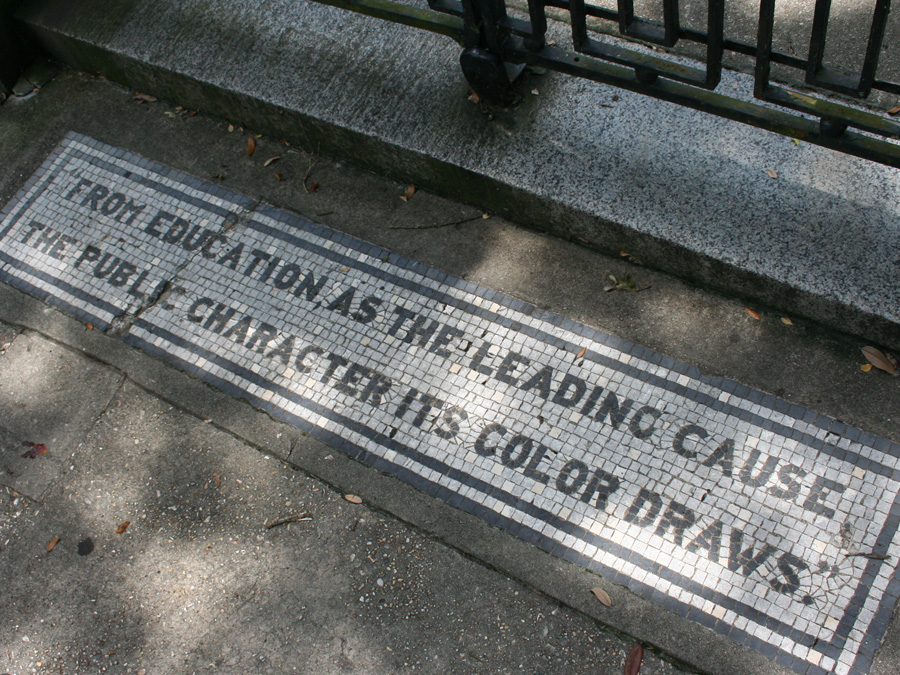 "FROM EDUCATION AS THE LEADING CAUSE
THE PUBLIC CHARACTER ITS COLOR DRAWS."